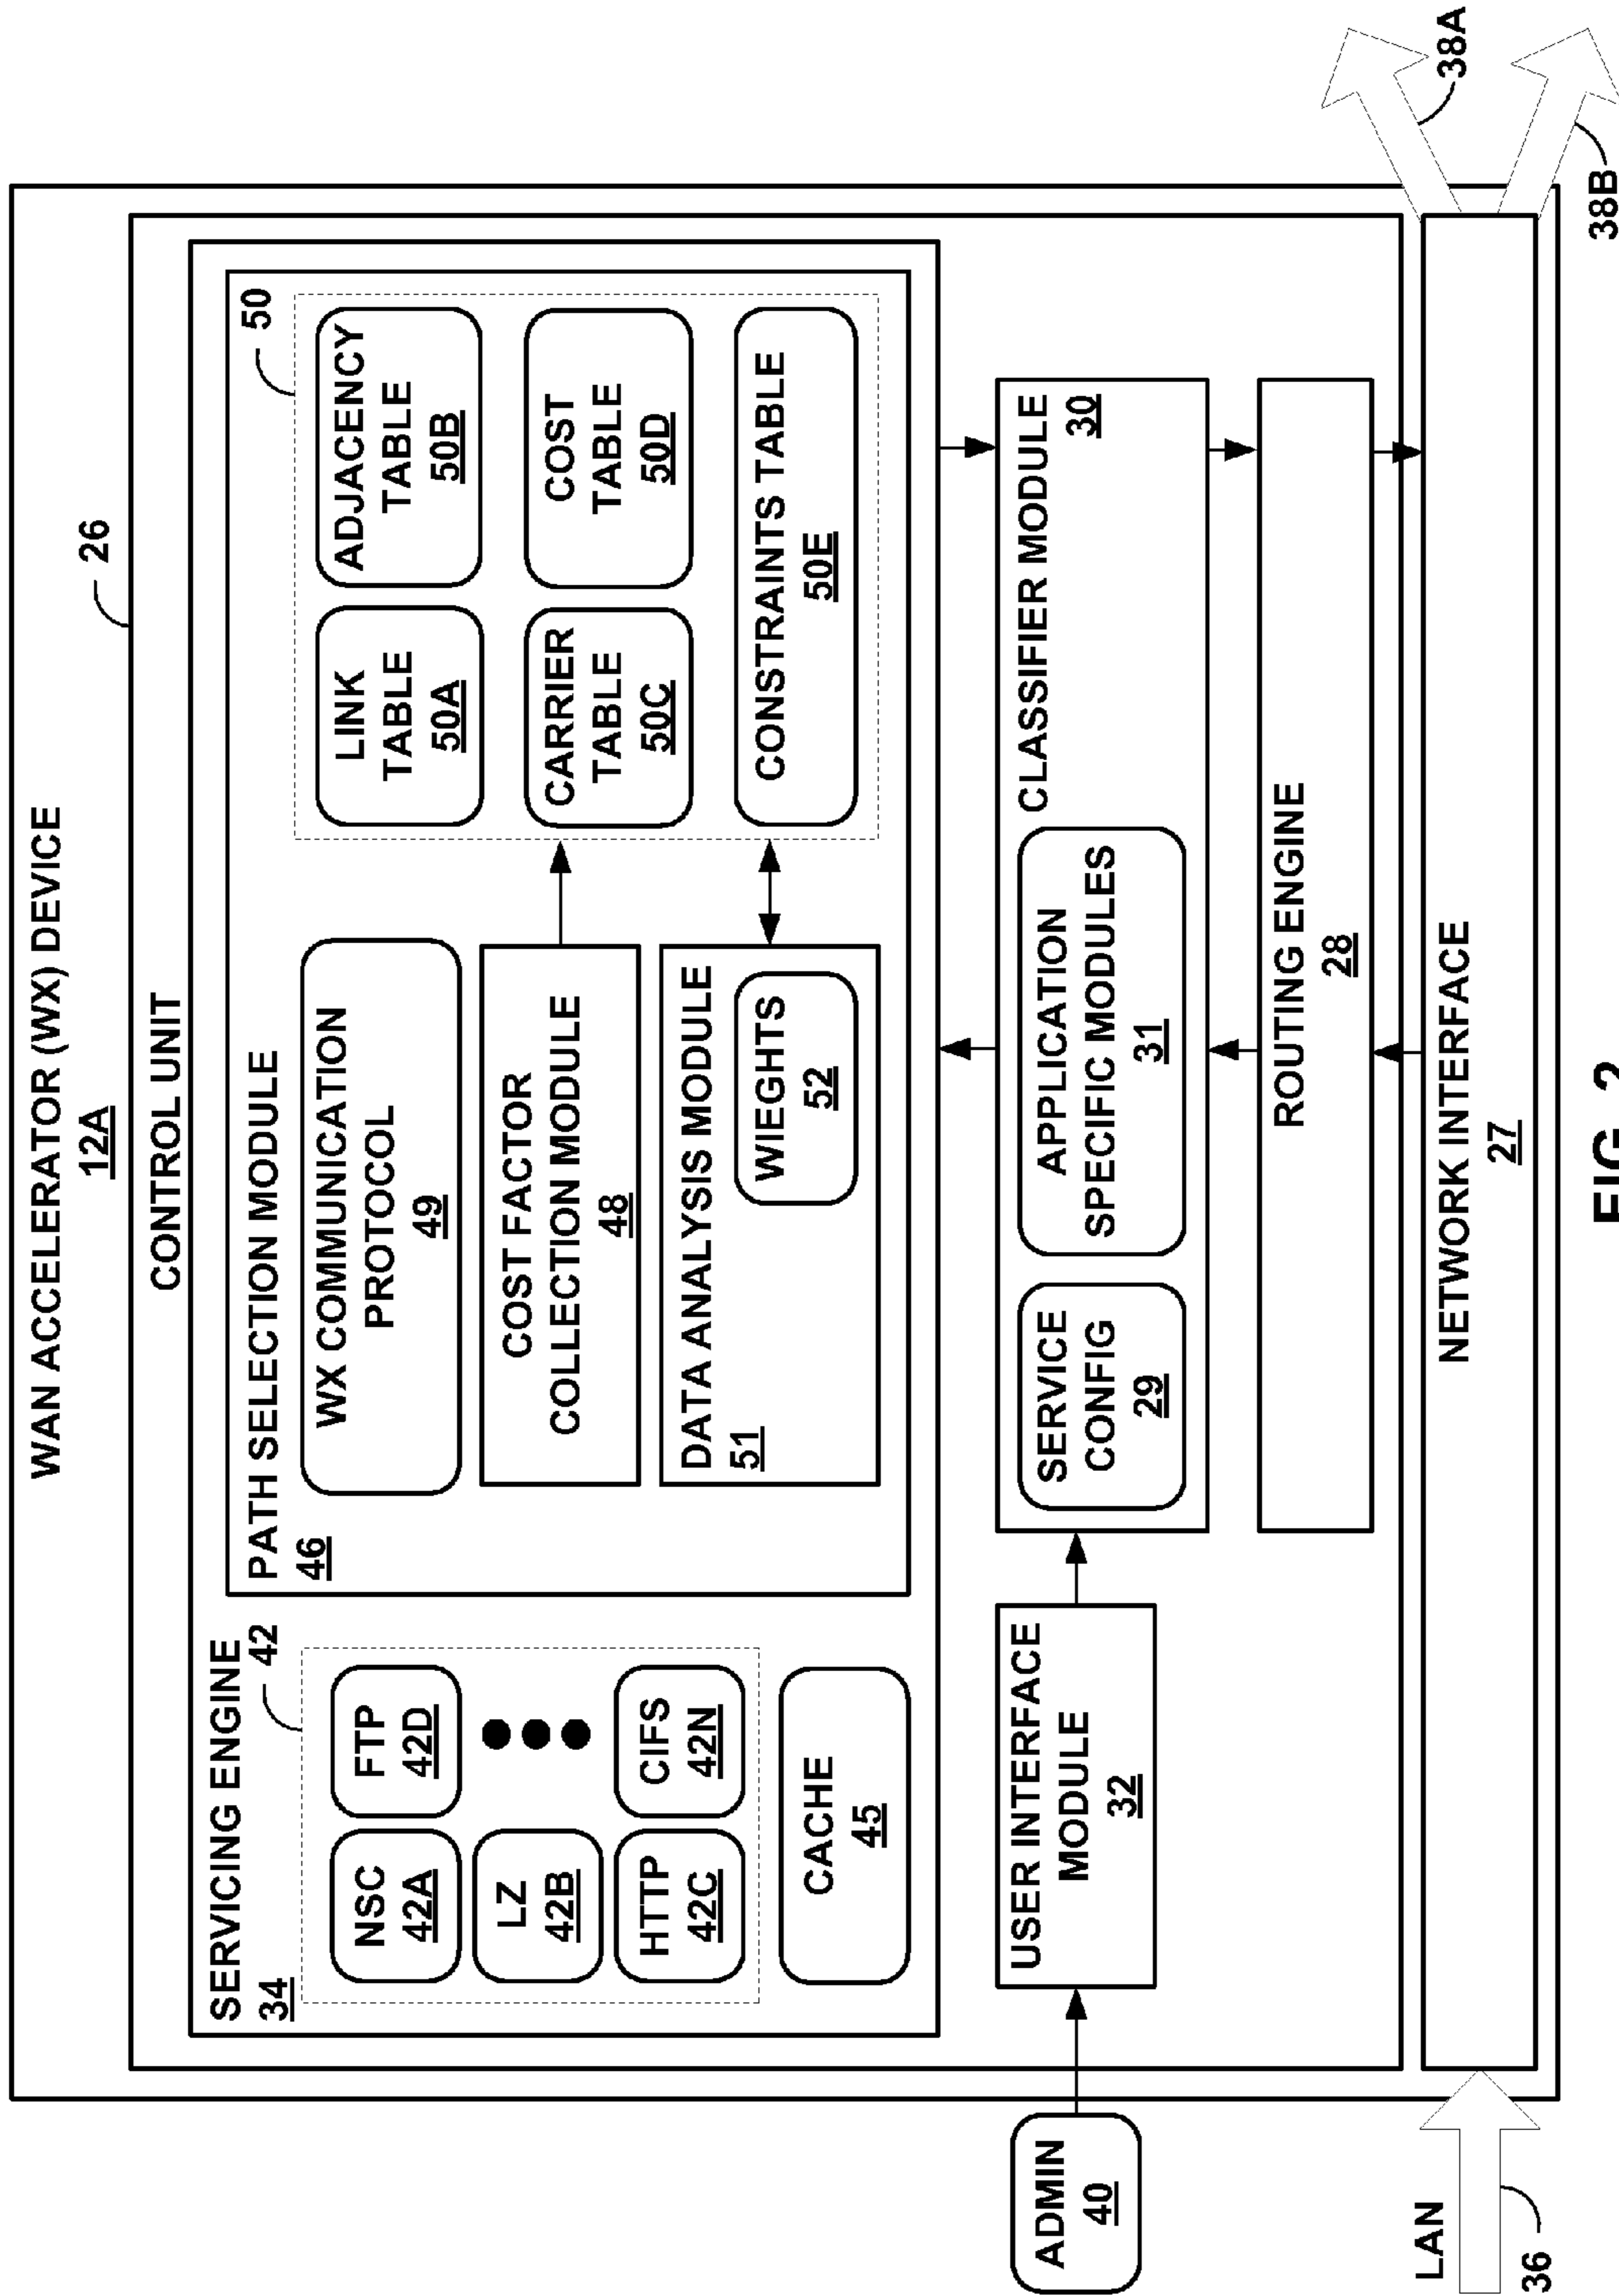 WAN ACCELERATOR (WX) DEVICE
12A
26
CONTROL UNIT
SERVICING ENGINE
34
42
NSC
42A
FTP
42D
LZ
42B
HTTP
42C
CIFS
42N
CACHE
45
PATH SELECTION MODULE
46
WX COMMUNICATION
PROTOCOL
49
COST FACTOR
COLLECTION MODULE
48
DATA ANALYSIS MODULE
51
WIEGHTS
52
50
LINK
TABLE
50A
ADJACENCY
TABLE
50B
CARRIER
TABLE
50C
COST
TABLE
50D
CONSTRAINTS TABLE
50E
ADMIN
40
USER INTERFACE
MODULE
32
SERVICE
CONFIG
29
APPLICATION
SPECIFIC MODULES
31
CLASSIFIER MODULE
30
ROUTING ENGINE
28
LAN
36
NETWORK INTERFACE
27
38A
38B
FIG. 2